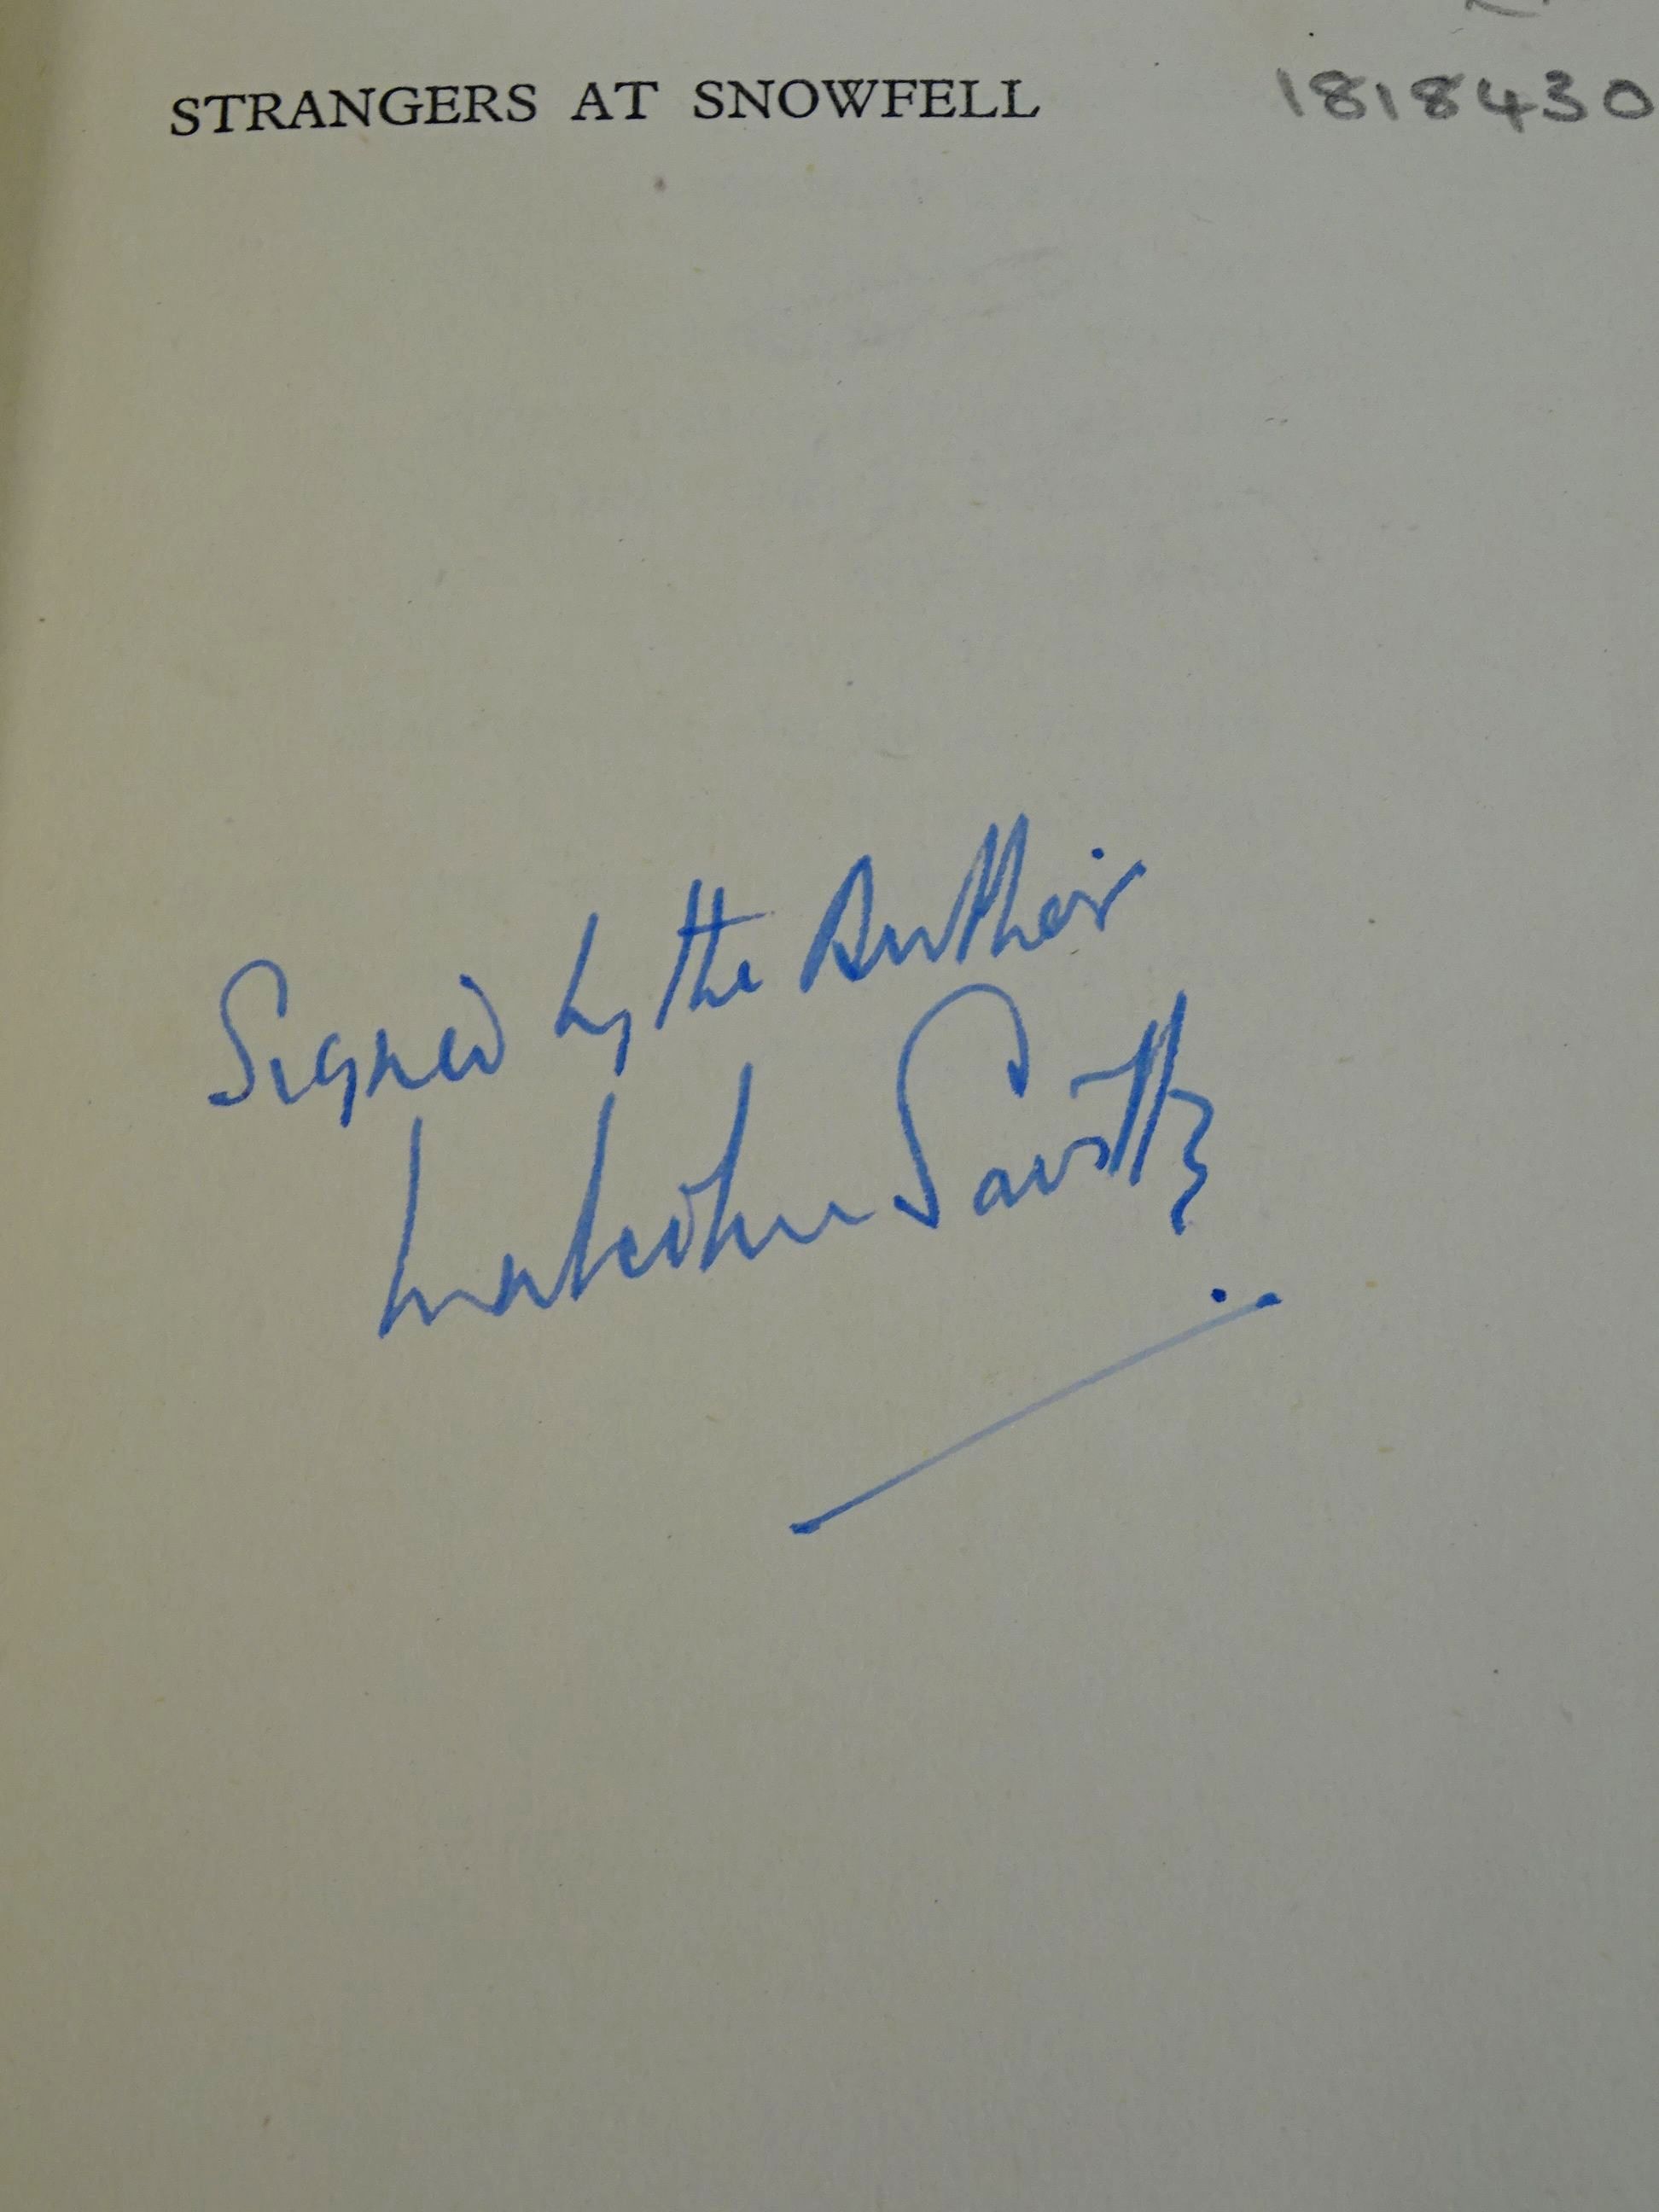 STRANGERS AT SNOWFELL
1818430
Signed by the Author
Malcolm Saville